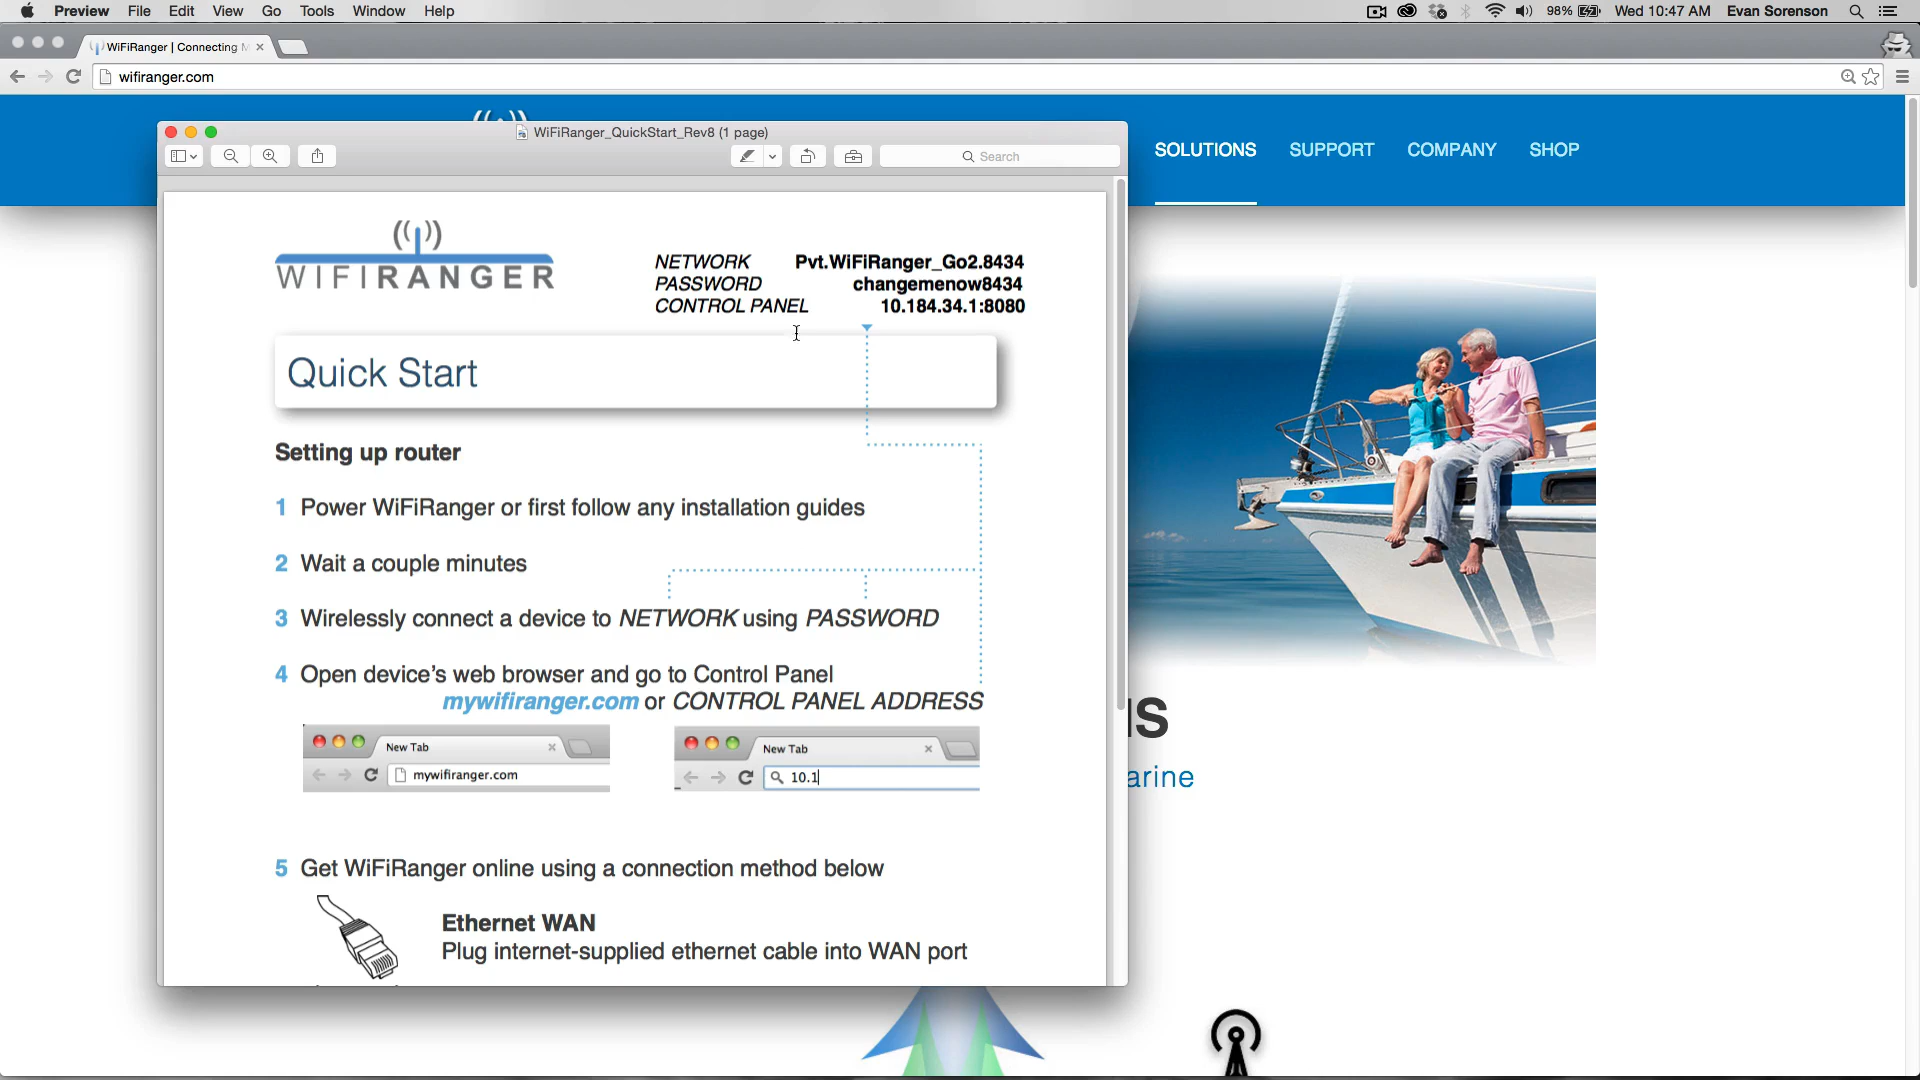 Preview File Edit View Go Tools Window Help
98% Wed 10:47 AM Evan Sorenson
WiFiRanger | Connecting
wifiranger.com
SOLUTIONS SUPPORT COMPANY SHOP
WiFiRanger_QuickStart_Rev8 (1 page)
Search
WIFIRANGER
NETWORK Pvt.WiFiRanger_Go2.8434
PASSWORD changemenow8434
CONTROL PANEL 10.184.34.1:8080
Quick Start
Setting up router
1 Power WiFiRanger or first follow any installation guides
2 Wait a couple minutes
3 Wirelessly connect a device to NETWORK using PASSWORD
4 Open device's web browser and go to Control Panel
mywifiranger.com or CONTROL PANEL ADDRESS
New Tab
mywifiranger.com
New Tab
10.1
5 Get WiFiRanger online using a connection method below
Ethernet WAN
Plug internet-supplied ethernet cable into WAN port
arine